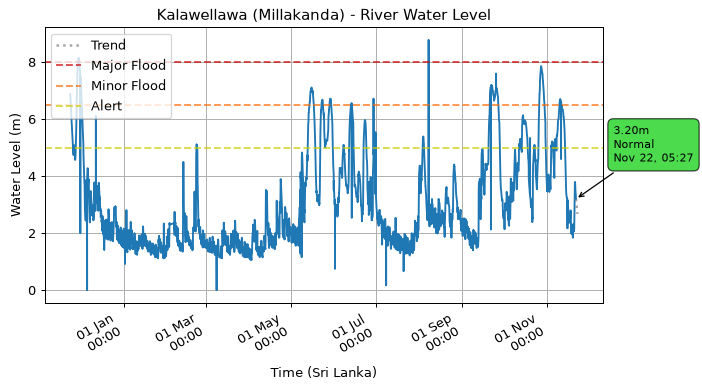 Kalawellawa (Millakanda) - River Water Level
Trend
Major Flood
Minor Flood
Alert
8
6
4
2
0
Water Level (m)
3.20m
Normal
Nov 22, 05:27
01 Jan
00:00
01 Mar
00:00
01 May
00:00
01 Jul
00:00
01 Sep
00:00
01 Nov
00:00
Time (Sri Lanka)